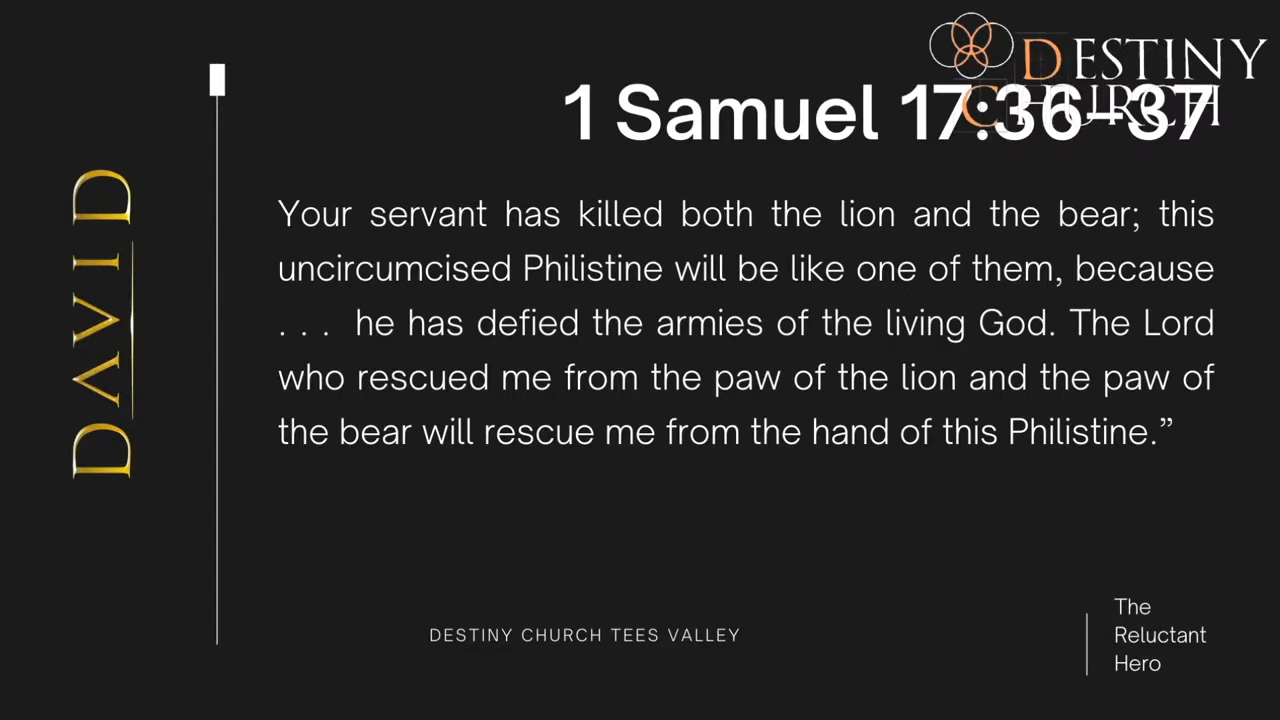 DESTINY
CHURCH
1 Samuel 17:36-37
DAVID
Your servant has killed both the lion and the bear; this
uncircumcised Philistine will be like one of them, because
. . . he has defied the armies of the living God. The Lord
who rescued me from the paw of the lion and the paw of
the bear will rescue me from the hand of this Philistine.”
DESTINY CHURCH TEES VALLEY
The
Reluctant
Hero